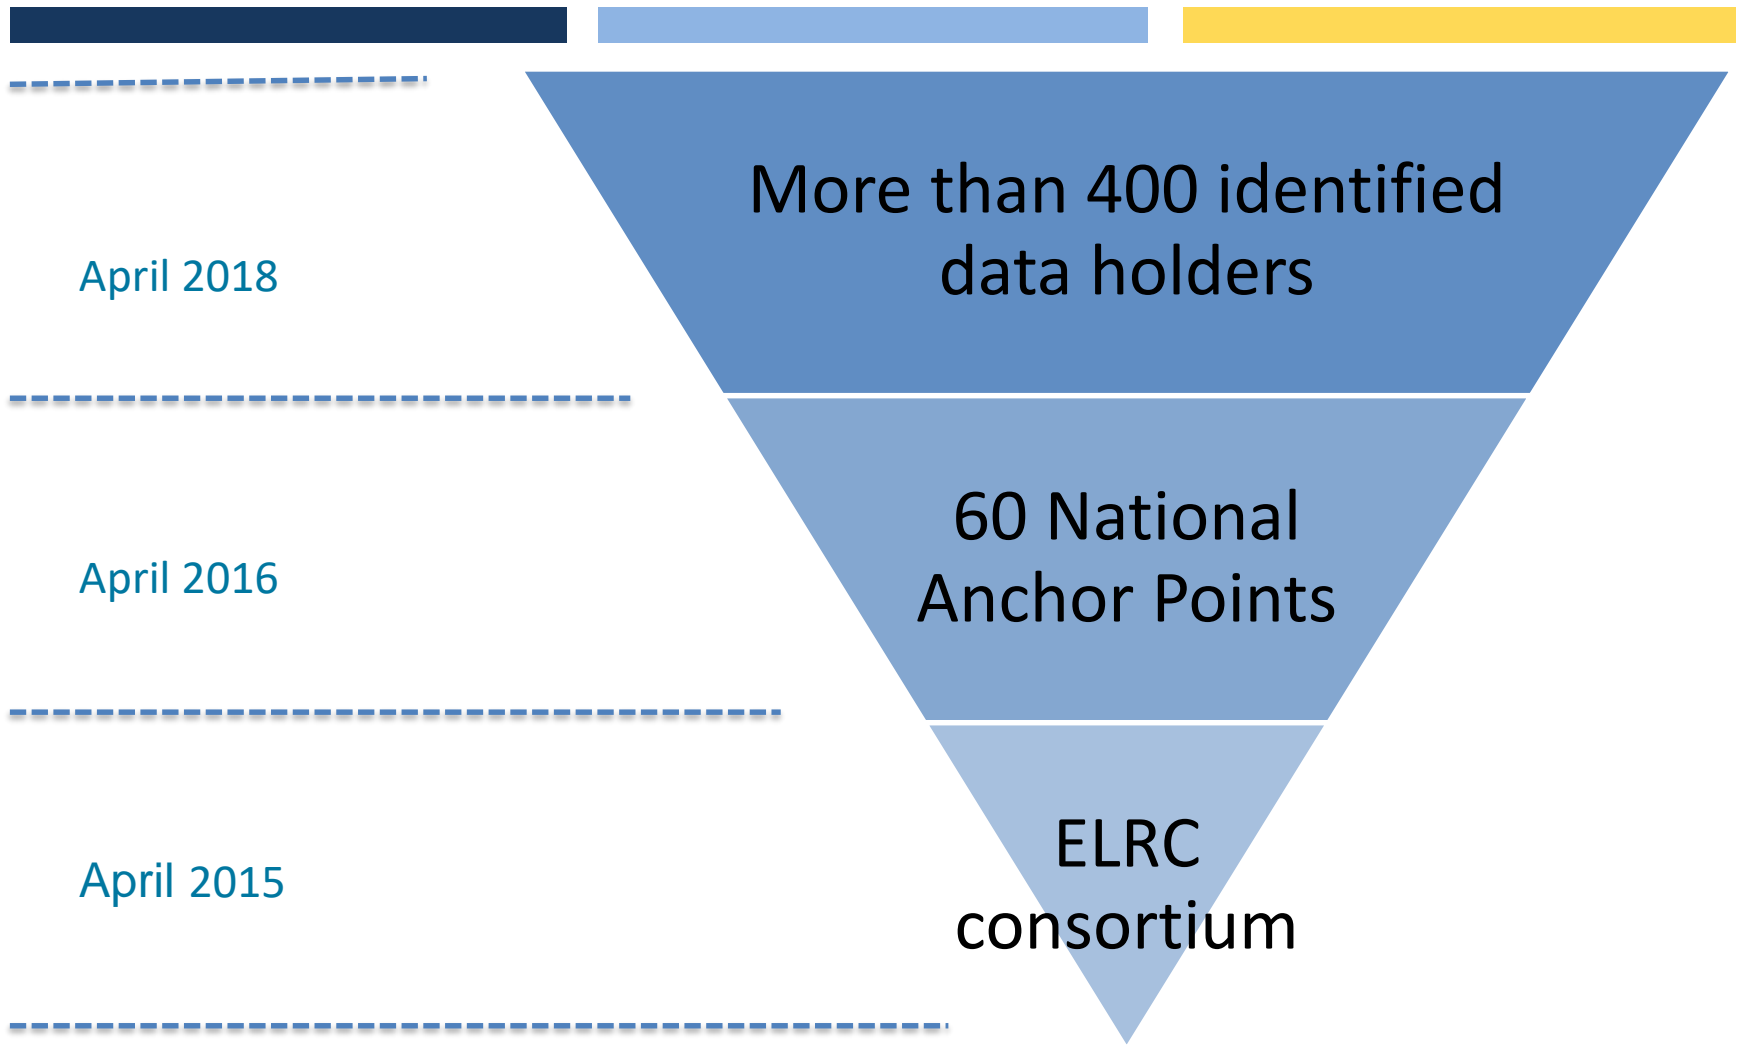 April 2018
More than 400 identified
data holders
April 2016
60 National
Anchor Points
April 2015
ELRC
consortium